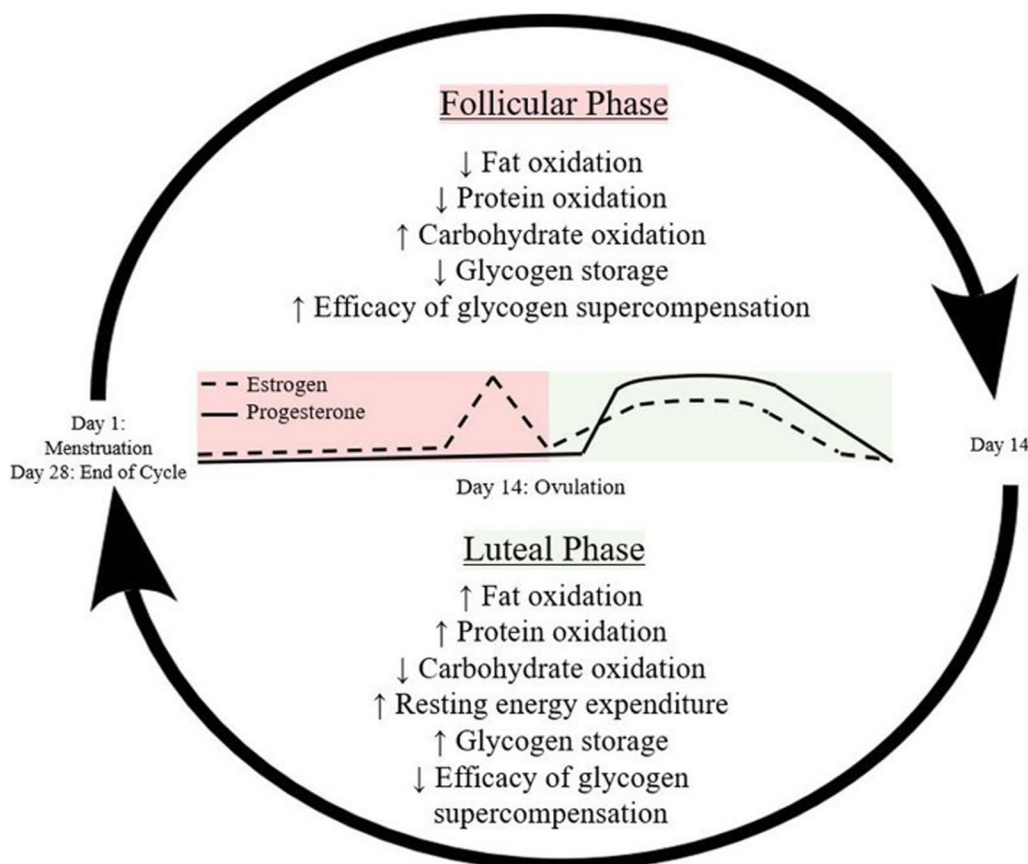 Follicular Phase
↓ Fat oxidation
↓ Protein oxidation
↑ Carbohydrate oxidation
↓ Glycogen storage
↑ Efficacy of glycogen supercompensation
Estrogen
Progesterone
Day 1:
Menstruation
Day 28: End of Cycle
Day 14
Day 14: Ovulation
Luteal Phase
↑ Fat oxidation
↑ Protein oxidation
↓ Carbohydrate oxidation
↑ Resting energy expenditure
↑ Glycogen storage
↓ Efficacy of glycogen
supercompensation